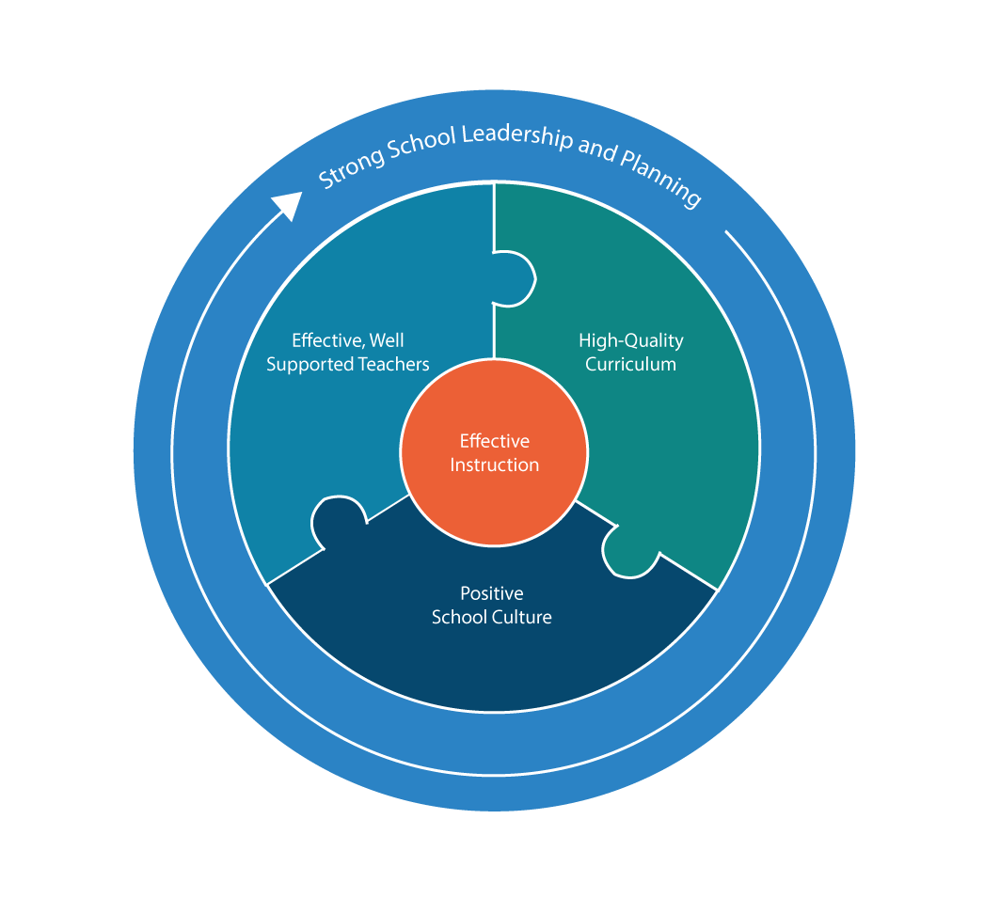 Strong School Leadership and Planning
Effective, Well
Supported Teachers
High-Quality
Curriculum
Effective
Instruction
Positive
School Culture